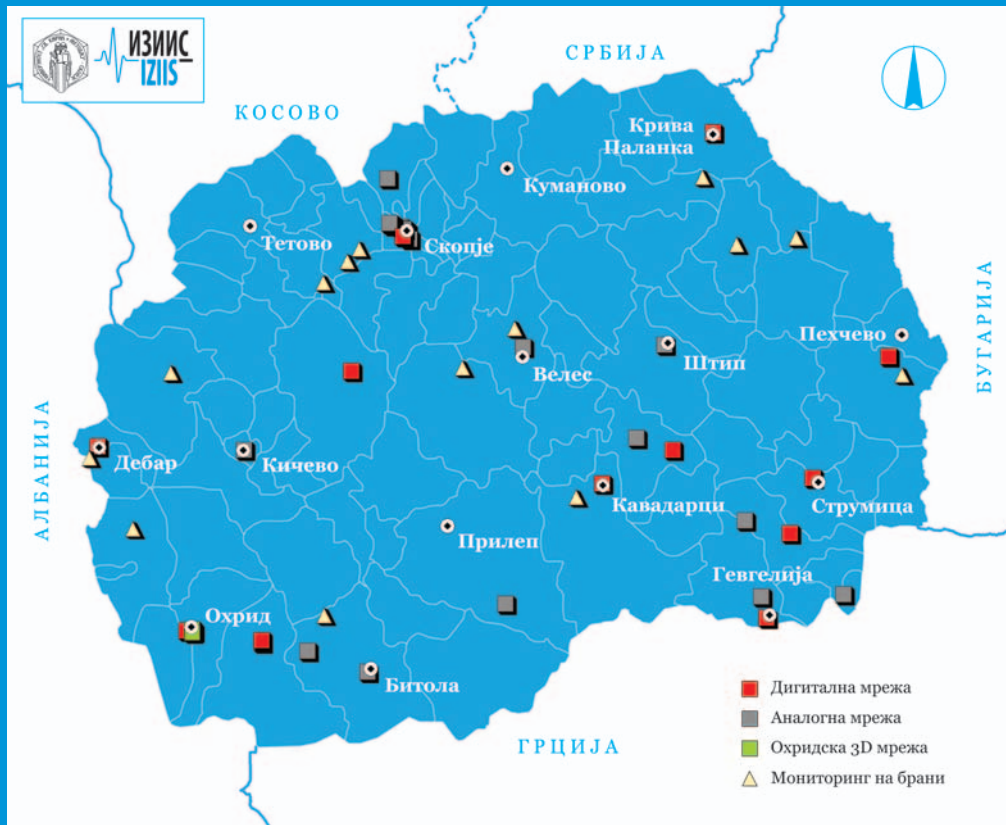 ИЗИИС
IZIIS
СРБИЈА
КОСОВО
Крива
Паланка
Куманово
Тетово
Скопје
Пехчево
Велес
Штип
БУГАРИЈА
АЛБАНИЈА
Дебар
Кичево
Кавадарци
Струмица
Прилеп
Гевгелија
Охрид
Битола
ГРЦИЈА
Дигитална мрежа
Аналогна мрежа
Охридска 3D мрежа
Мониторинг на брани